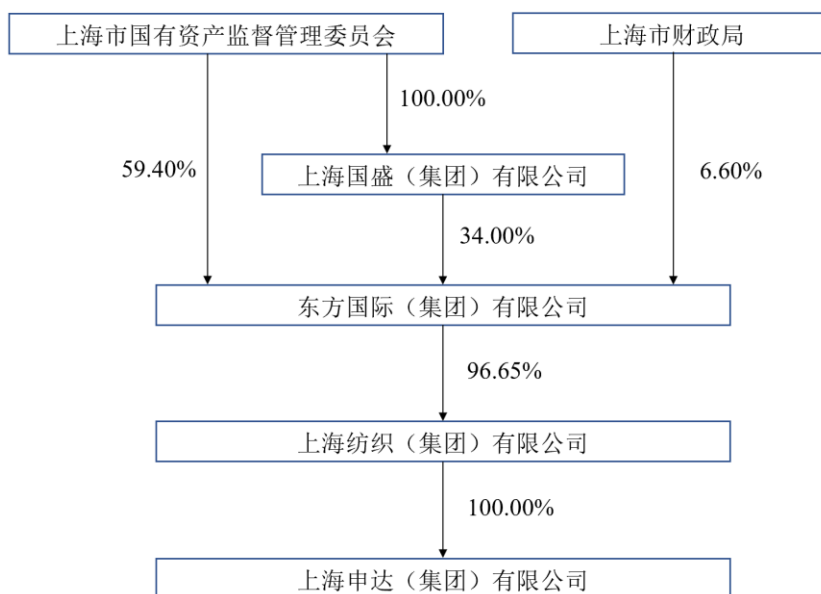 上海市国有资产监督管理委员会
上海市财政局
100.00%
59.40%
上海国盛（集团）有限公司
6.60%
34.00%
东方国际（集团）有限公司
96.65%
上海纺织（集团）有限公司
100.00%
上海申达（集团）有限公司